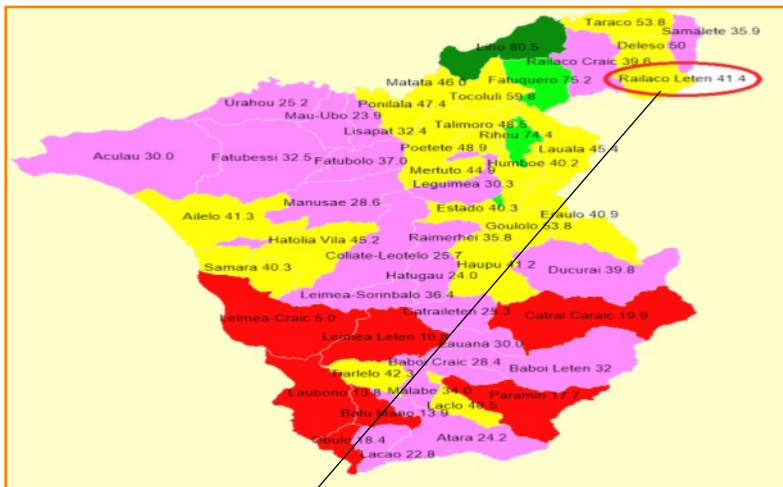 Taraco 53.8
Samalete 35.9
Liho 80.5
Deleso 50
Railaco Craic 39.6
Fatuquero 75.2
Railaco Leten 41.4
Matata 46.0
Tocoluli 59.8
Urahou 25.2
Ponilala 47.4
Mau-Ubo 23.9
Lisapat 32.4
Talimoro 48.5
Riheu 74.4
Poetete 48.9
Lauala 45.4
Aculau 30.0
Fatubessi 32.5
Fatubolo 37.0
Humboe 40.2
Mertuto 44.9
Leguimea 30.3
Manusae 28.6
Estado 40.3
Ailelo 41.3
Eraulo 40.9
Goulolo 53.8
Hatolia Vila 45.2
Raimerhei 35.8
Coliate-Leotelo 25.7
Samara 40.3
Haupu 41.2
Ducurai 39.8
Hatugau 24.0
Leimea-Sorinbalo 36.4
Leimea-Craic 5.0
Catraileten 25.3
Catrai Caraic 19.9
Leimea Leten 16.0
Lauana 30.0
Baboi Craic 28.4
Baboi Leten 32
Tiarlelo 42.3
Laubono 13.8
Malabe 34.0
Paramin 17.7
Batu Mano 13.9
Obulo 18.4
Atara 24.2
Lacao 22.8